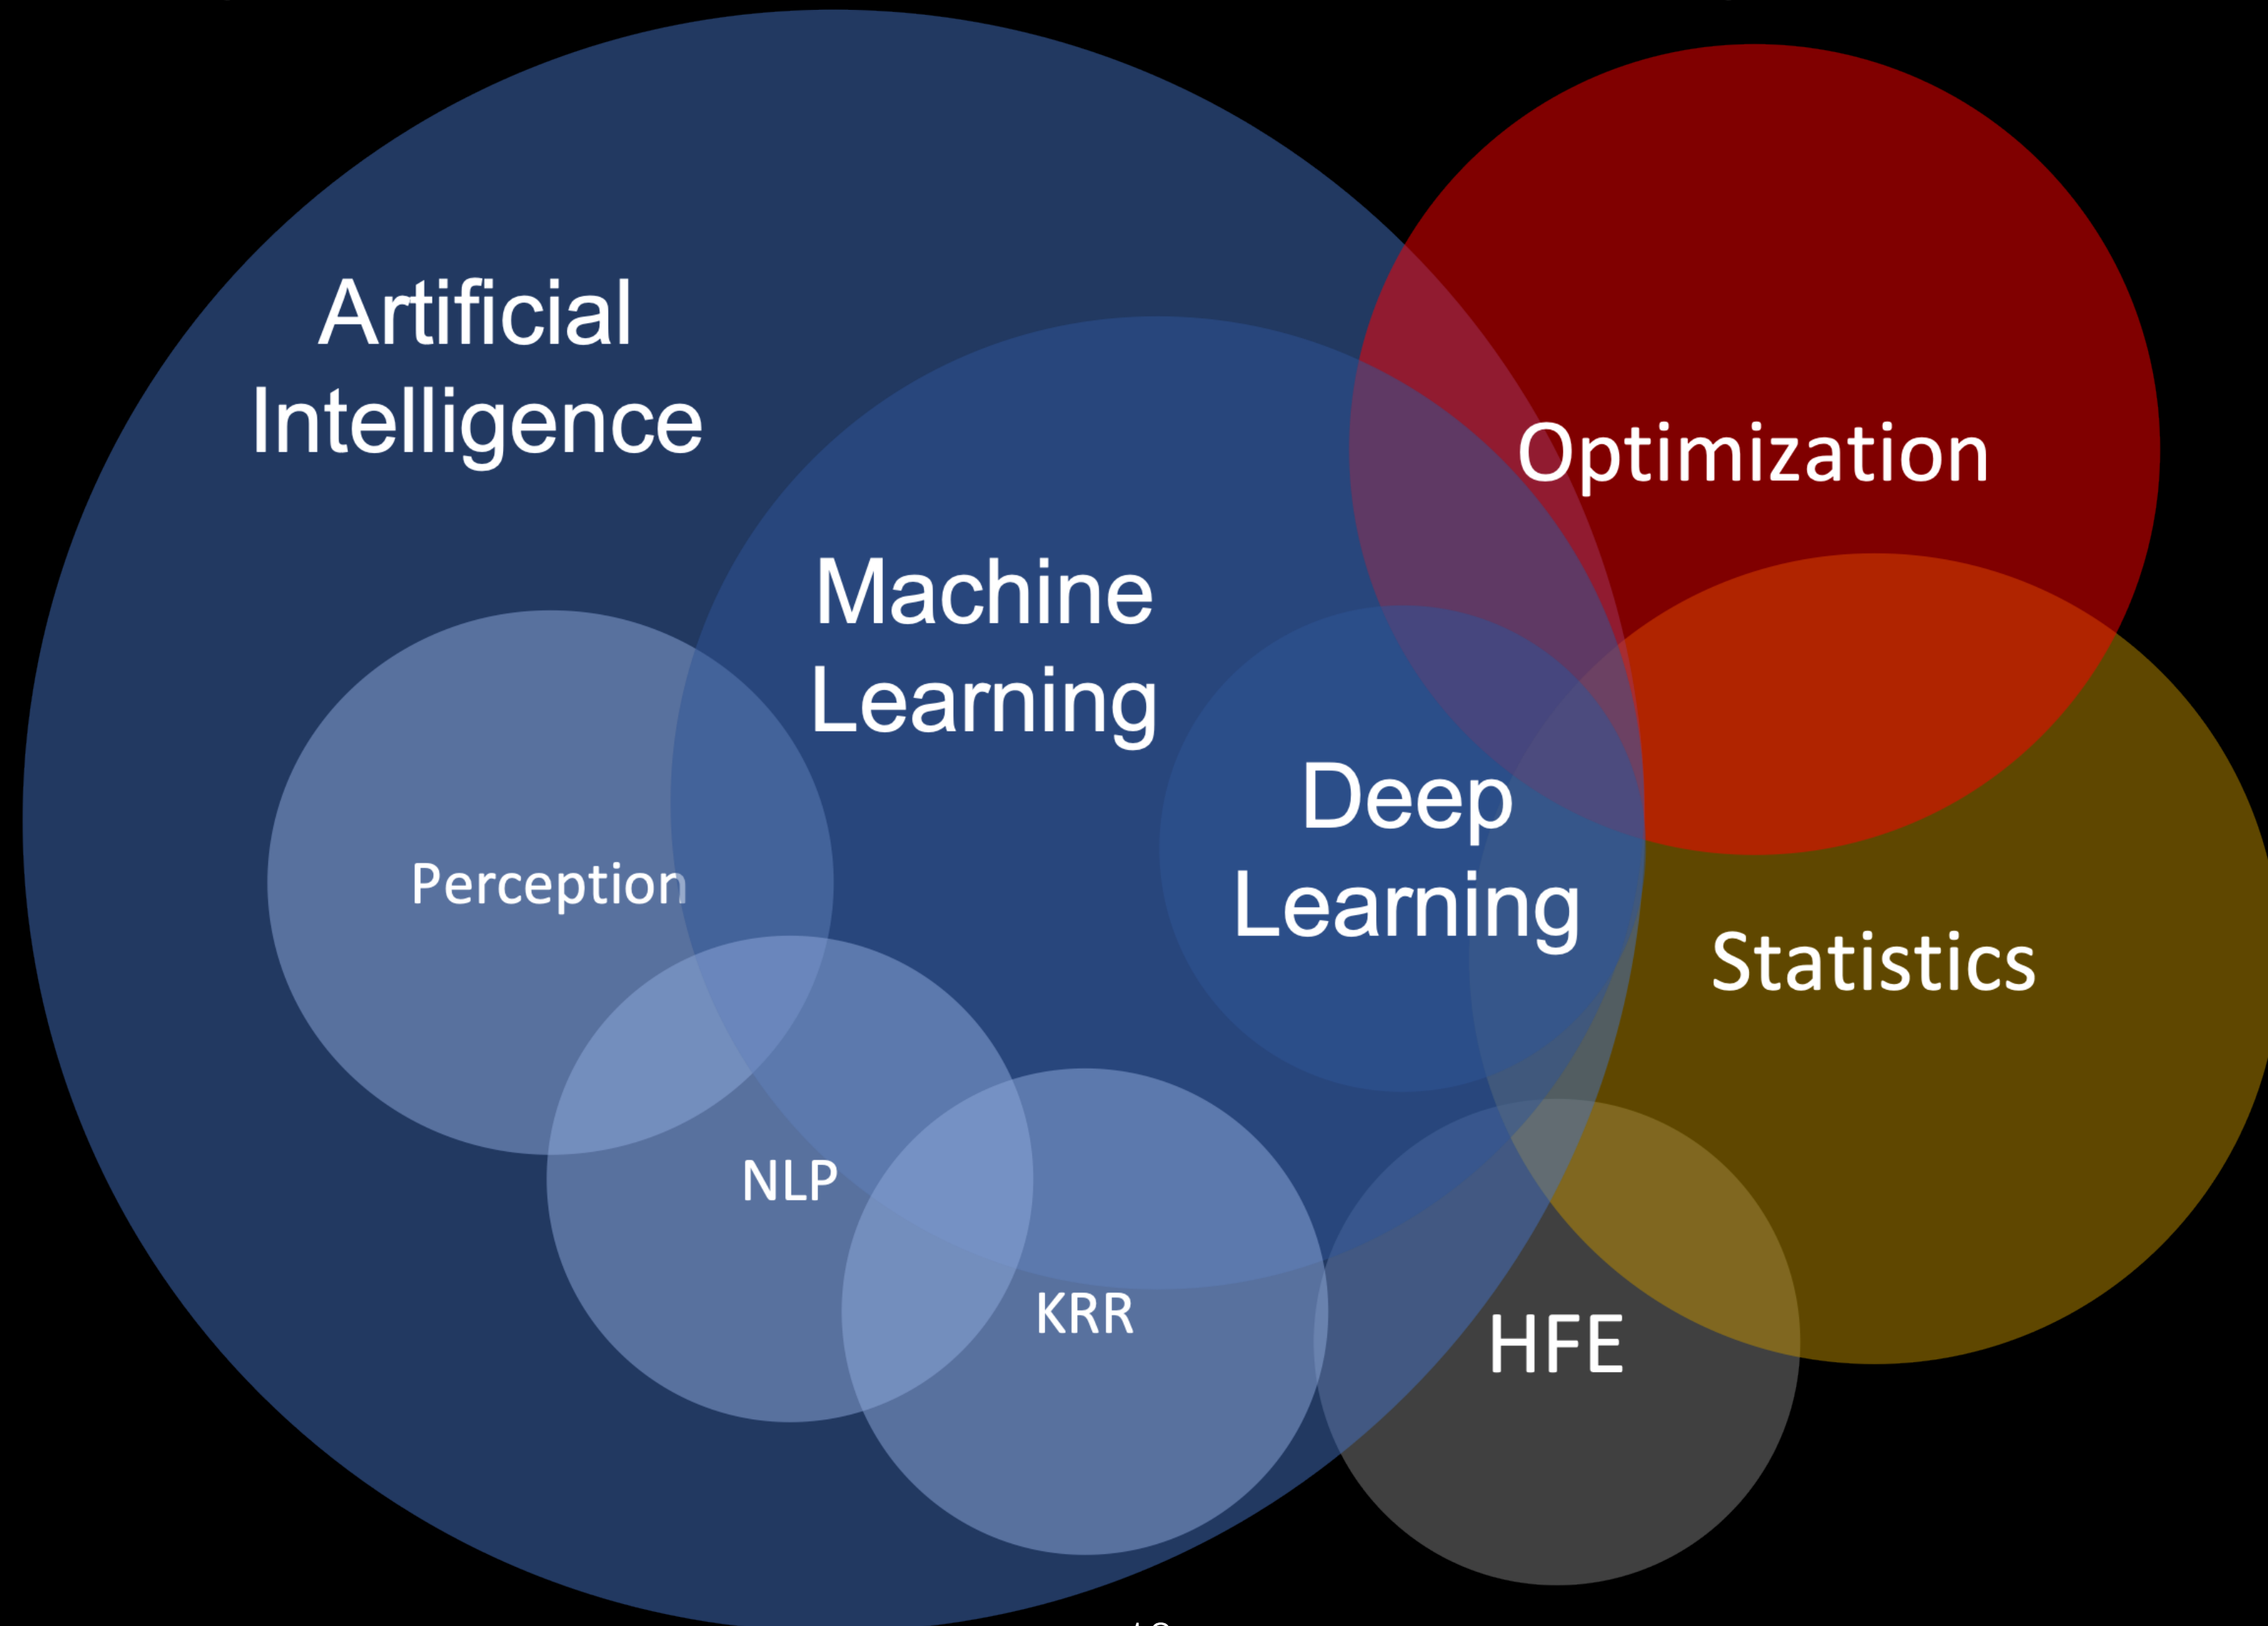 Artificial
Intelligence
Optimization
Machine
Learning
Deep
Learning
Perception
Statistics
NLP
KRR
HFE